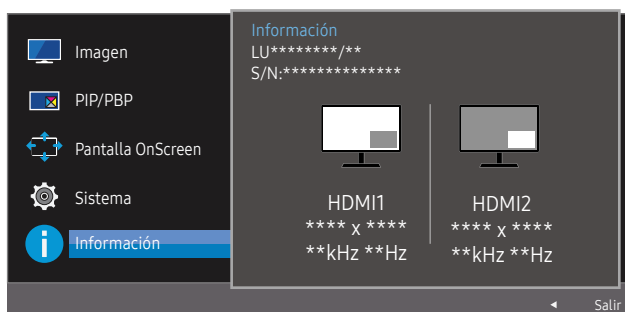 Imagen
PIP/PBP
Pantalla OnScreen
Sistema
Información
Información
LU********/**
S/N:**************
HDMI1
**** x ****
**kHz **Hz
HDMI2
**** x ****
**kHz **Hz
Salir